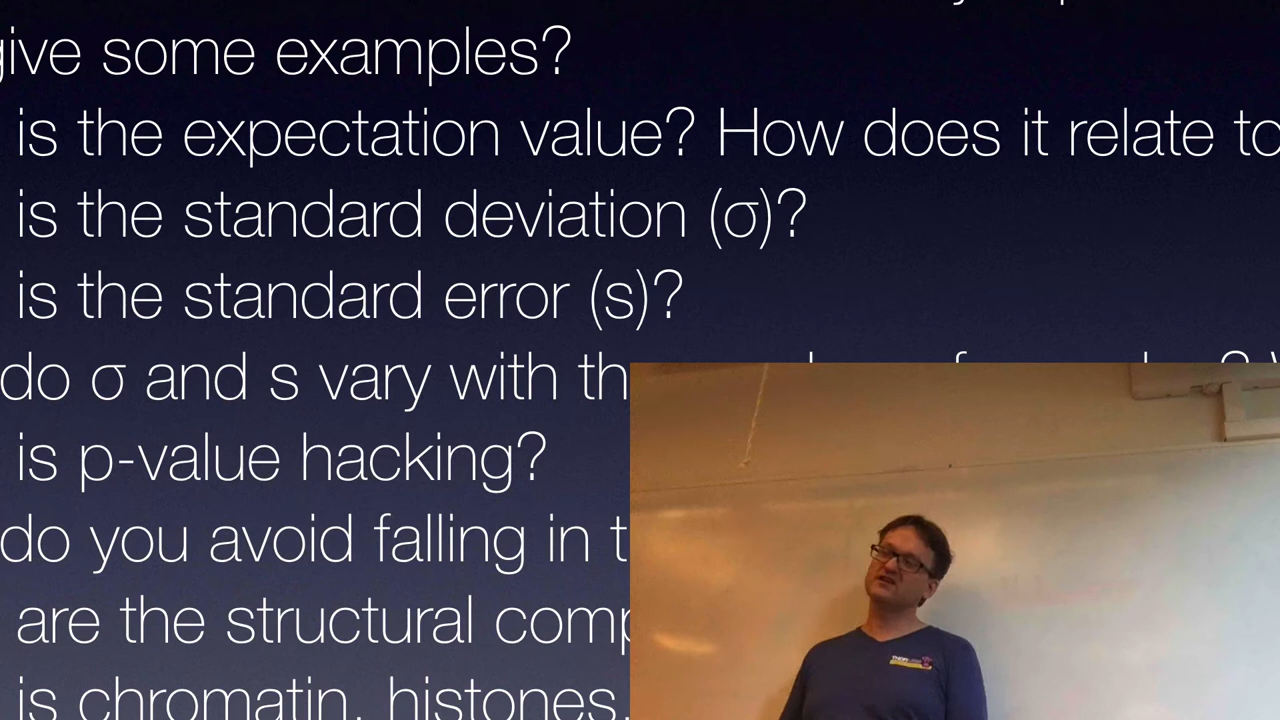 give some examples?
is the expectation value? How does it relate to
is the standard deviation (σ)?
is the standard error (s)?
do σ and s vary with th
is p-value hacking?
do you avoid falling in t
are the structural comp
is chromatin, histones,
THOR